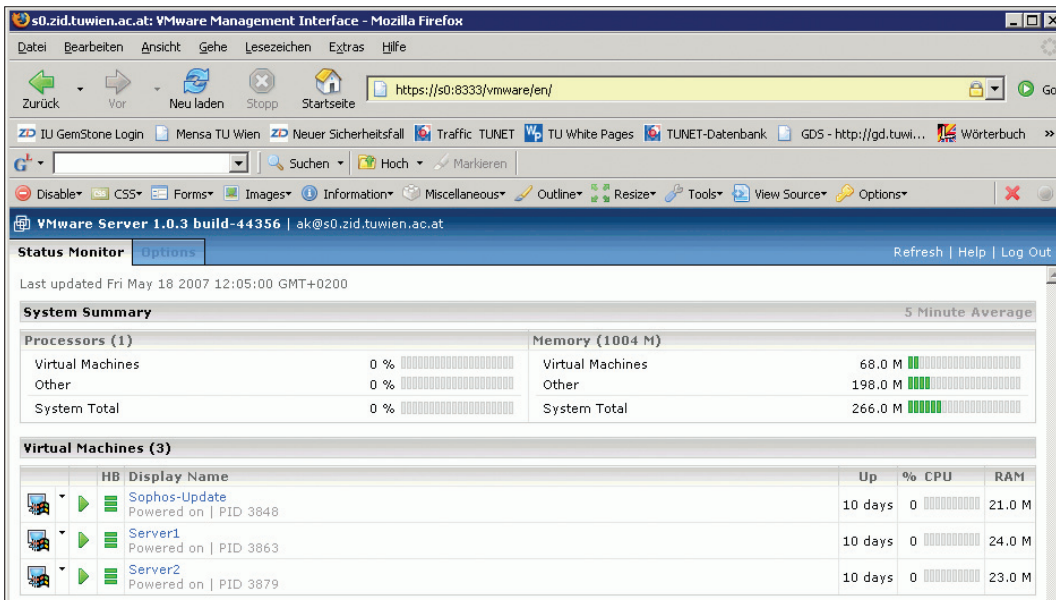 s0.zid.tuwien.ac.at: VMware Management Interface - Mozilla Firefox
Datei Bearbeiten Ansicht Gehe Lesezeichen Extras Hilfe
https://s0:8333/vmware/en/ Go
Zurück Vor Neu laden Stopp Startseite
ZD IU GemStone Login Mensa TU Wien ZD Neuer Sicherheitsfall Traffic TUNET Wp TU White Pages TUNET-Datenbank GDS - http://gd.tuwi... Wörterbuch »
G Suchen Hoch Markieren
Disable CSS Forms Images Information Miscellaneous Outline Resize Tools View Source Options
VMware Server 1.0.3 build-44356 | ak@s0.zid.tuwien.ac.at
Status Monitor Options Refresh | Help | Log Out
Last updated Fri May 18 2007 12:05:00 GMT+0200
System Summary 5 Minute Average
Processors (1) Memory (1004 M)
Virtual Machines 0 % Virtual Machines 68.0 M
Other 0 % Other 198.0 M
System Total 0 % System Total 266.0 M
Virtual Machines (3)
HB Display Name Up % CPU RAM
Sophos-Update
Powered on | PID 3848 10 days 0 21.0 M
Server1
Powered on | PID 3863 10 days 0 24.0 M
Server2
Powered on | PID 3879 10 days 0 23.0 M